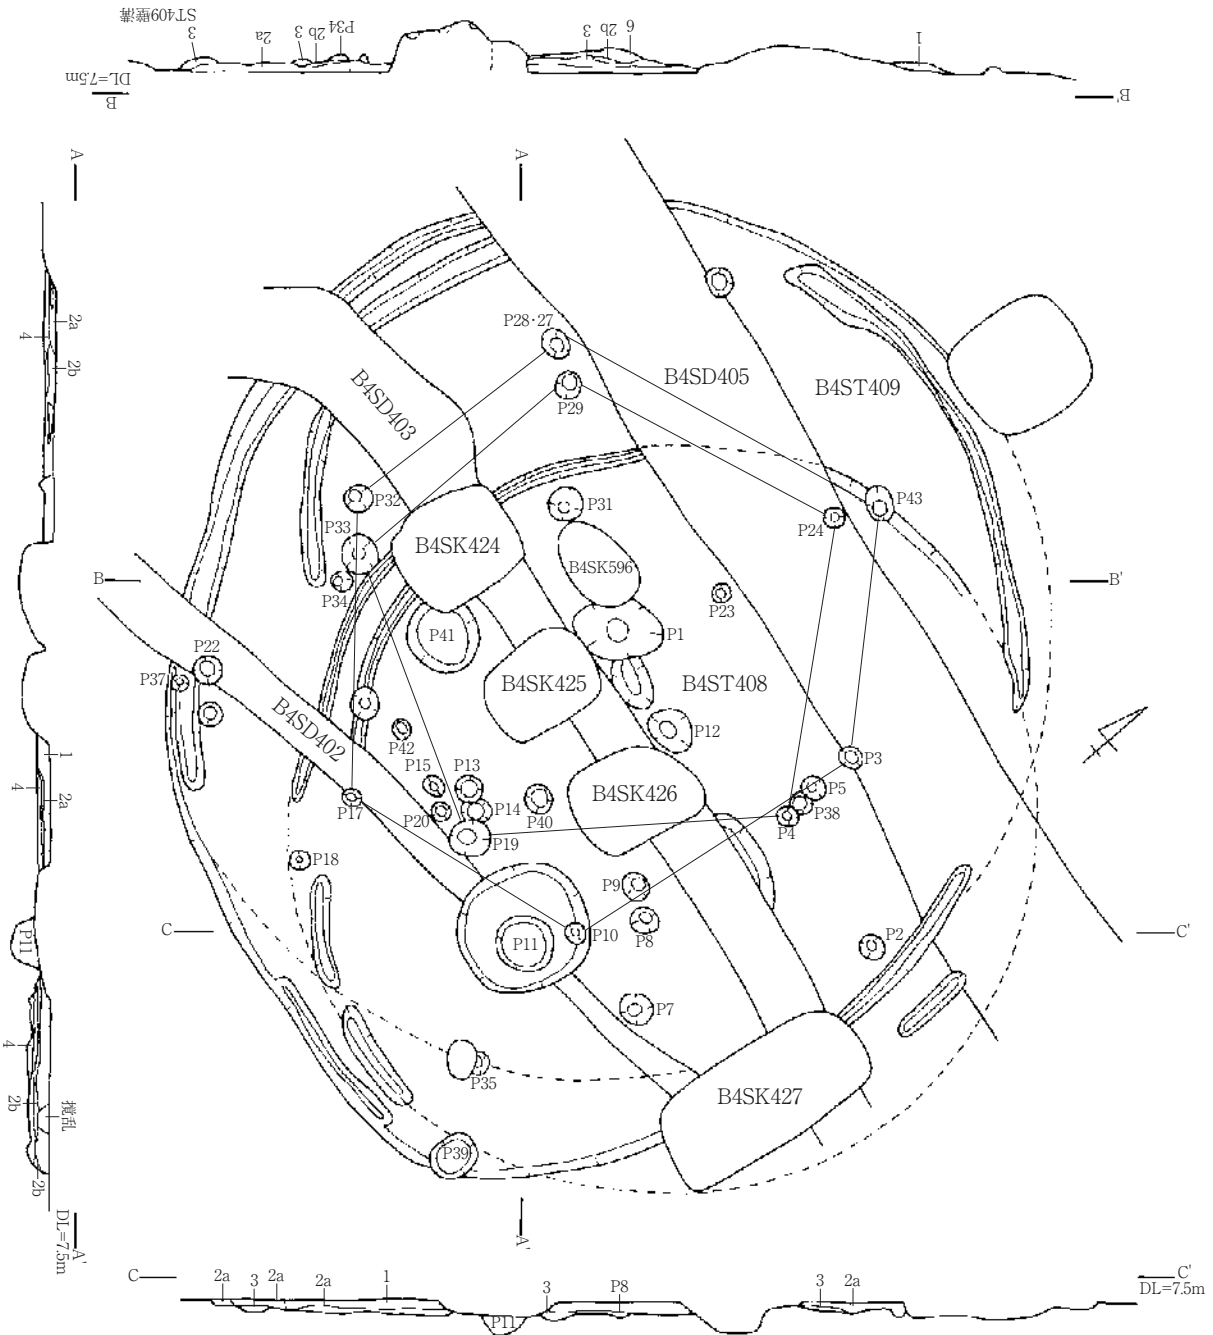 ST409壁溝
3
2a
3
2b
P34
3
2b
6
1
DL=7.5m
B
B'
A
A
2a
4
2b
P28·27
B4SD405
B4ST409
B4SD403
P29
P32
P31
P43
P33
P24
B4SK424
B4SK596
B
B'
P34
P23
P41
P1
P22
P37
B4SK425
B4ST408
B4SD402
P12
P42
1
4
2a
P15
P13
P3
P5
P17
P14
P40
B4SK426
P38
P20
P4
P19
P18
P9
C
C'
P11
P11
P10
P8
P2
P7
4
P35
2b
攪乱
B4SK427
P39
2b
DL=7.5m
A'
A'
C
2a
3
2a
2a
1
3
P8
3
2a
C'
DL=7.5m
P11